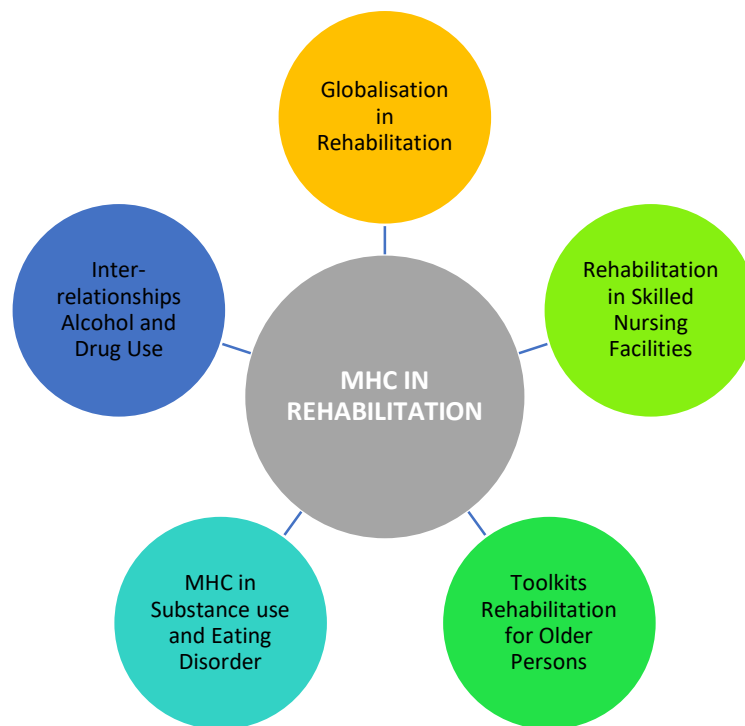 Globalisation
in
Rehabilitation
Inter-
relationships
Alcohol and
Drug Use
Rehabilitation
in Skilled
Nursing
Facilities
MHC IN
REHABILITATION
MHC in
Substance use
and Eating
Disorder
Toolkits
Rehabilitation
for Older
Persons